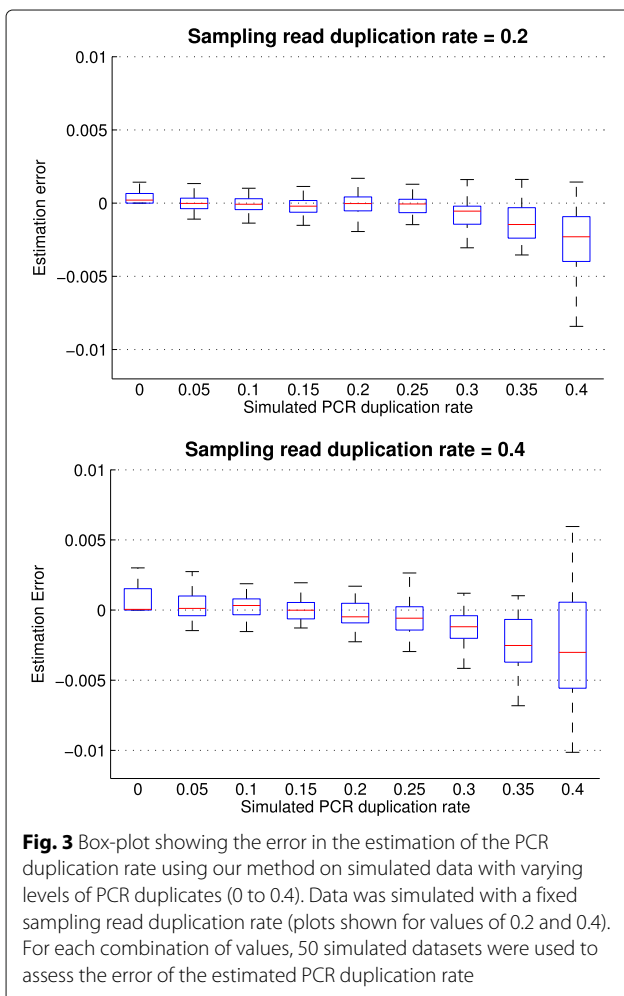 Sampling read duplication rate = 0.2
0.01
0.005
0
−0.005
−0.01
Estimation error
0 0.05 0.1 0.15 0.2 0.25 0.3 0.35 0.4
Simulated PCR duplication rate
Sampling read duplication rate = 0.4
0.01
0.005
0
−0.005
−0.01
Estimation Error
0 0.05 0.1 0.15 0.2 0.25 0.3 0.35 0.4
Simulated PCR duplication rate
Fig. 3 Box-plot showing the error in the estimation of the PCR
duplication rate using our method on simulated data with varying
levels of PCR duplicates (0 to 0.4). Data was simulated with a fixed
sampling read duplication rate (plots shown for values of 0.2 and 0.4).
For each combination of values, 50 simulated datasets were used to
assess the error of the estimated PCR duplication rate